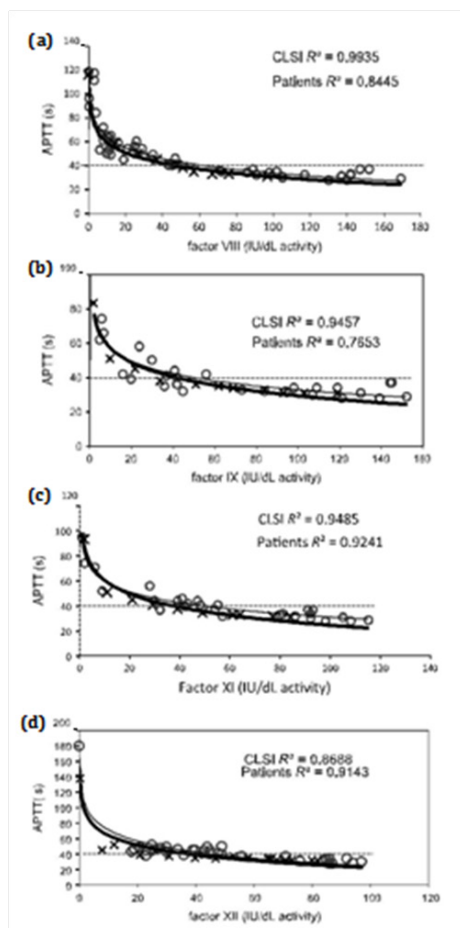 (a)
140
CLSI R² = 0.9935
120
Patients R² = 0.8445
100
80
60
40
20
0
APTT (s)
0 20 40 60 80 100 120 140 160 180
factor VIII (IU/dL activity)
(b)
100
80
CLSI R² = 0.9457
Patients R² = 0.7653
60
40
20
0
APTT (s)
0 20 40 60 80 100 120 140 160
factor IX (IU/dL activity)
(c)
120
CLSI R² = 0.9485
100
Patients R² = 0.9241
80
60
40
20
0
APTT (s)
0 20 40 60 80 100 120 140
Factor XI (IU/dL activity)
(d)
200
180
CLSI R² = 0.8688
Patients R² = 0.9143
160
140
120
100
80
60
40
20
0
APTT( s)
0 20 40 60 80 100 120
factor XII (IU/dL activity)